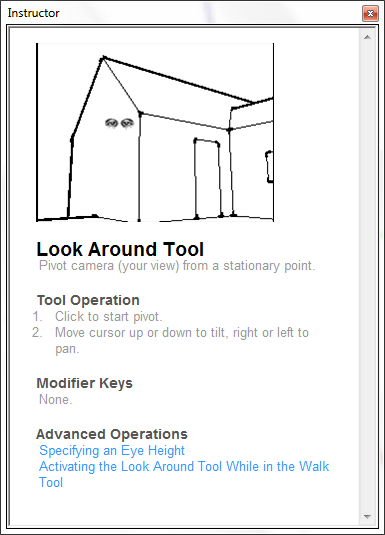 Instructor
Look Around Tool
Pivot camera (your view) from a stationary point.
Tool Operation
1. Click to start pivot.
2. Move cursor up or down to tilt, right or left to
pan.
Modifier Keys
None.
Advanced Operations
Specifying an Eye Height
Activating the Look Around Tool While in the Walk
Tool